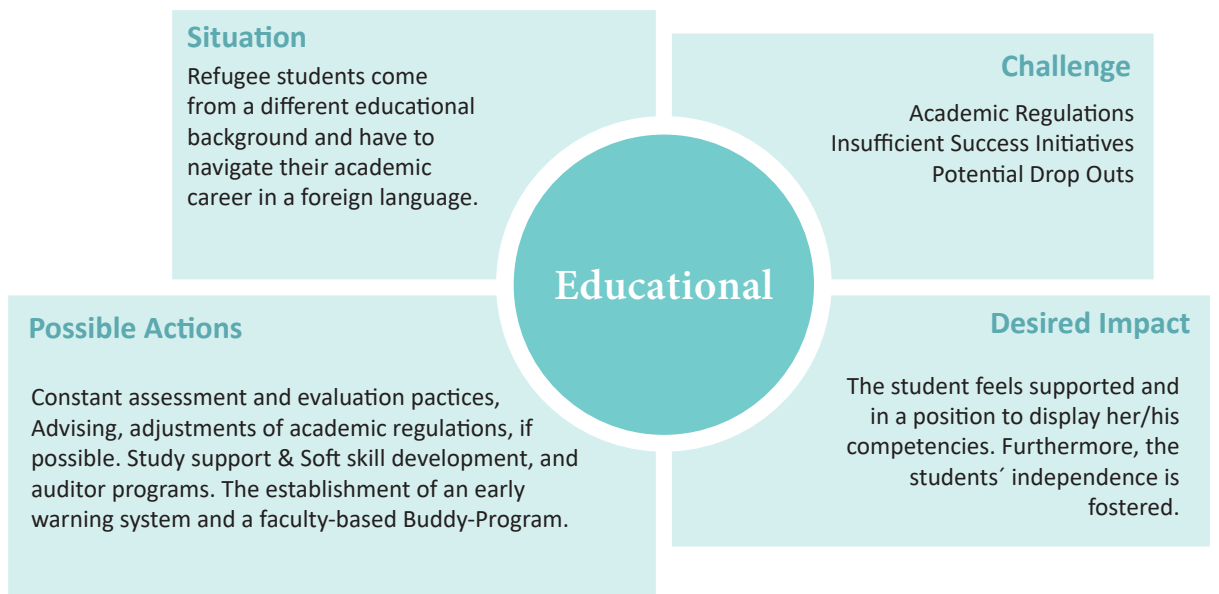 Situation
Refugee students come
from a different educational
background and have to
navigate their academic
career in a foreign language.
Challenge
Academic Regulations
Insufficient Success Initiatives
Potential Drop Outs
Educational
Possible Actions
Constant assessment and evaluation pactices,
Advising, adjustments of academic regulations, if
possible. Study support & Soft skill development, and
auditor programs. The establishment of an early
warning system and a faculty-based Buddy-Program.
Desired Impact
The student feels supported and
in a position to display her/his
competencies. Furthermore, the
students´ independence is
fostered.